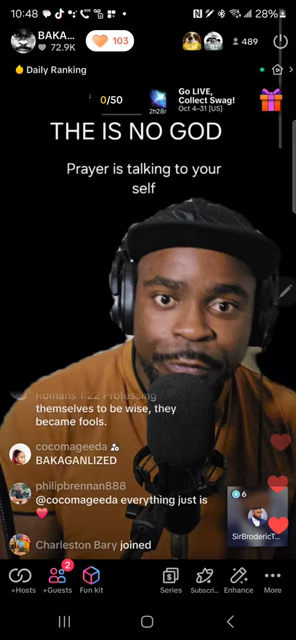 10:48
28%
BAKA...
72.9K
103
489
Daily Ranking
0/50
2h28m
Go LIVE,
Collect Swag!
Oct 4-31 [US]
THE IS NO GOD
Prayer is talking to your
self
Romans 1:22 Professing
themselves to be wise, they
became fools.
cocomageeda
BAKAGANLIZED
philipbrennan888
@cocomageeda everything just is
6
SirBrodericT...
Charleston Bary joined
2
+Hosts
+Guests
Fun kit
Series
Subscri...
Enhance
More